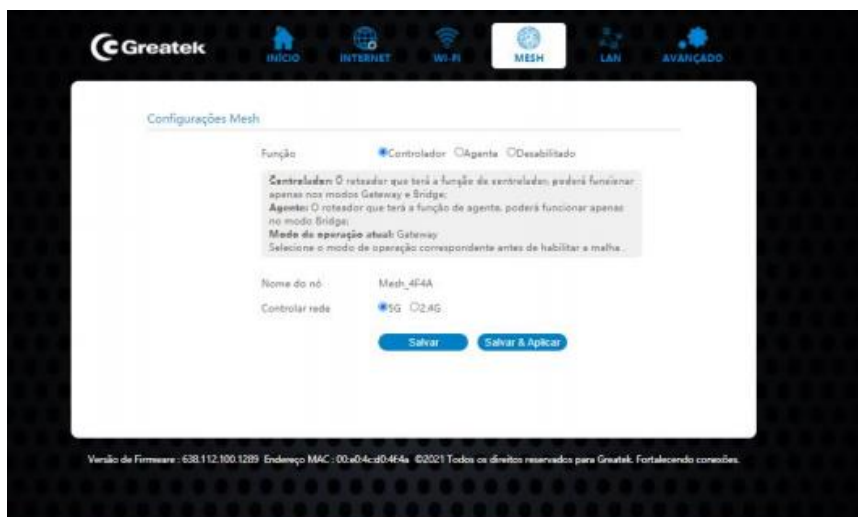 Greatek
INÍCIO
INTERNET
WI-FI
MESH
LAN
AVANÇADO
Configurações Mesh
Função
Controlador Agente Desabilitado
Controlador: O roteador que terá a função de controlador, poderá funcionar
apenas nos modos Gateway e Bridge;
Agente: O roteador que terá a função de agente, poderá funcionar apenas
no modo Bridge;
Modo de operação atual: Gateway
Selecione o modo de operação correspondente antes de habilitar a malha.
Nome do nó Mesh_4F4A
Controlar rede 5G 2.4G
Salvar Salvar & Aplicar
Versão de Firmware : 638.112.100.1289 Endereço MAC : 00:e0:4c:d0:4f:4a ©2021 Todos os direitos reservados para Greatek. Fortalecendo conexões.